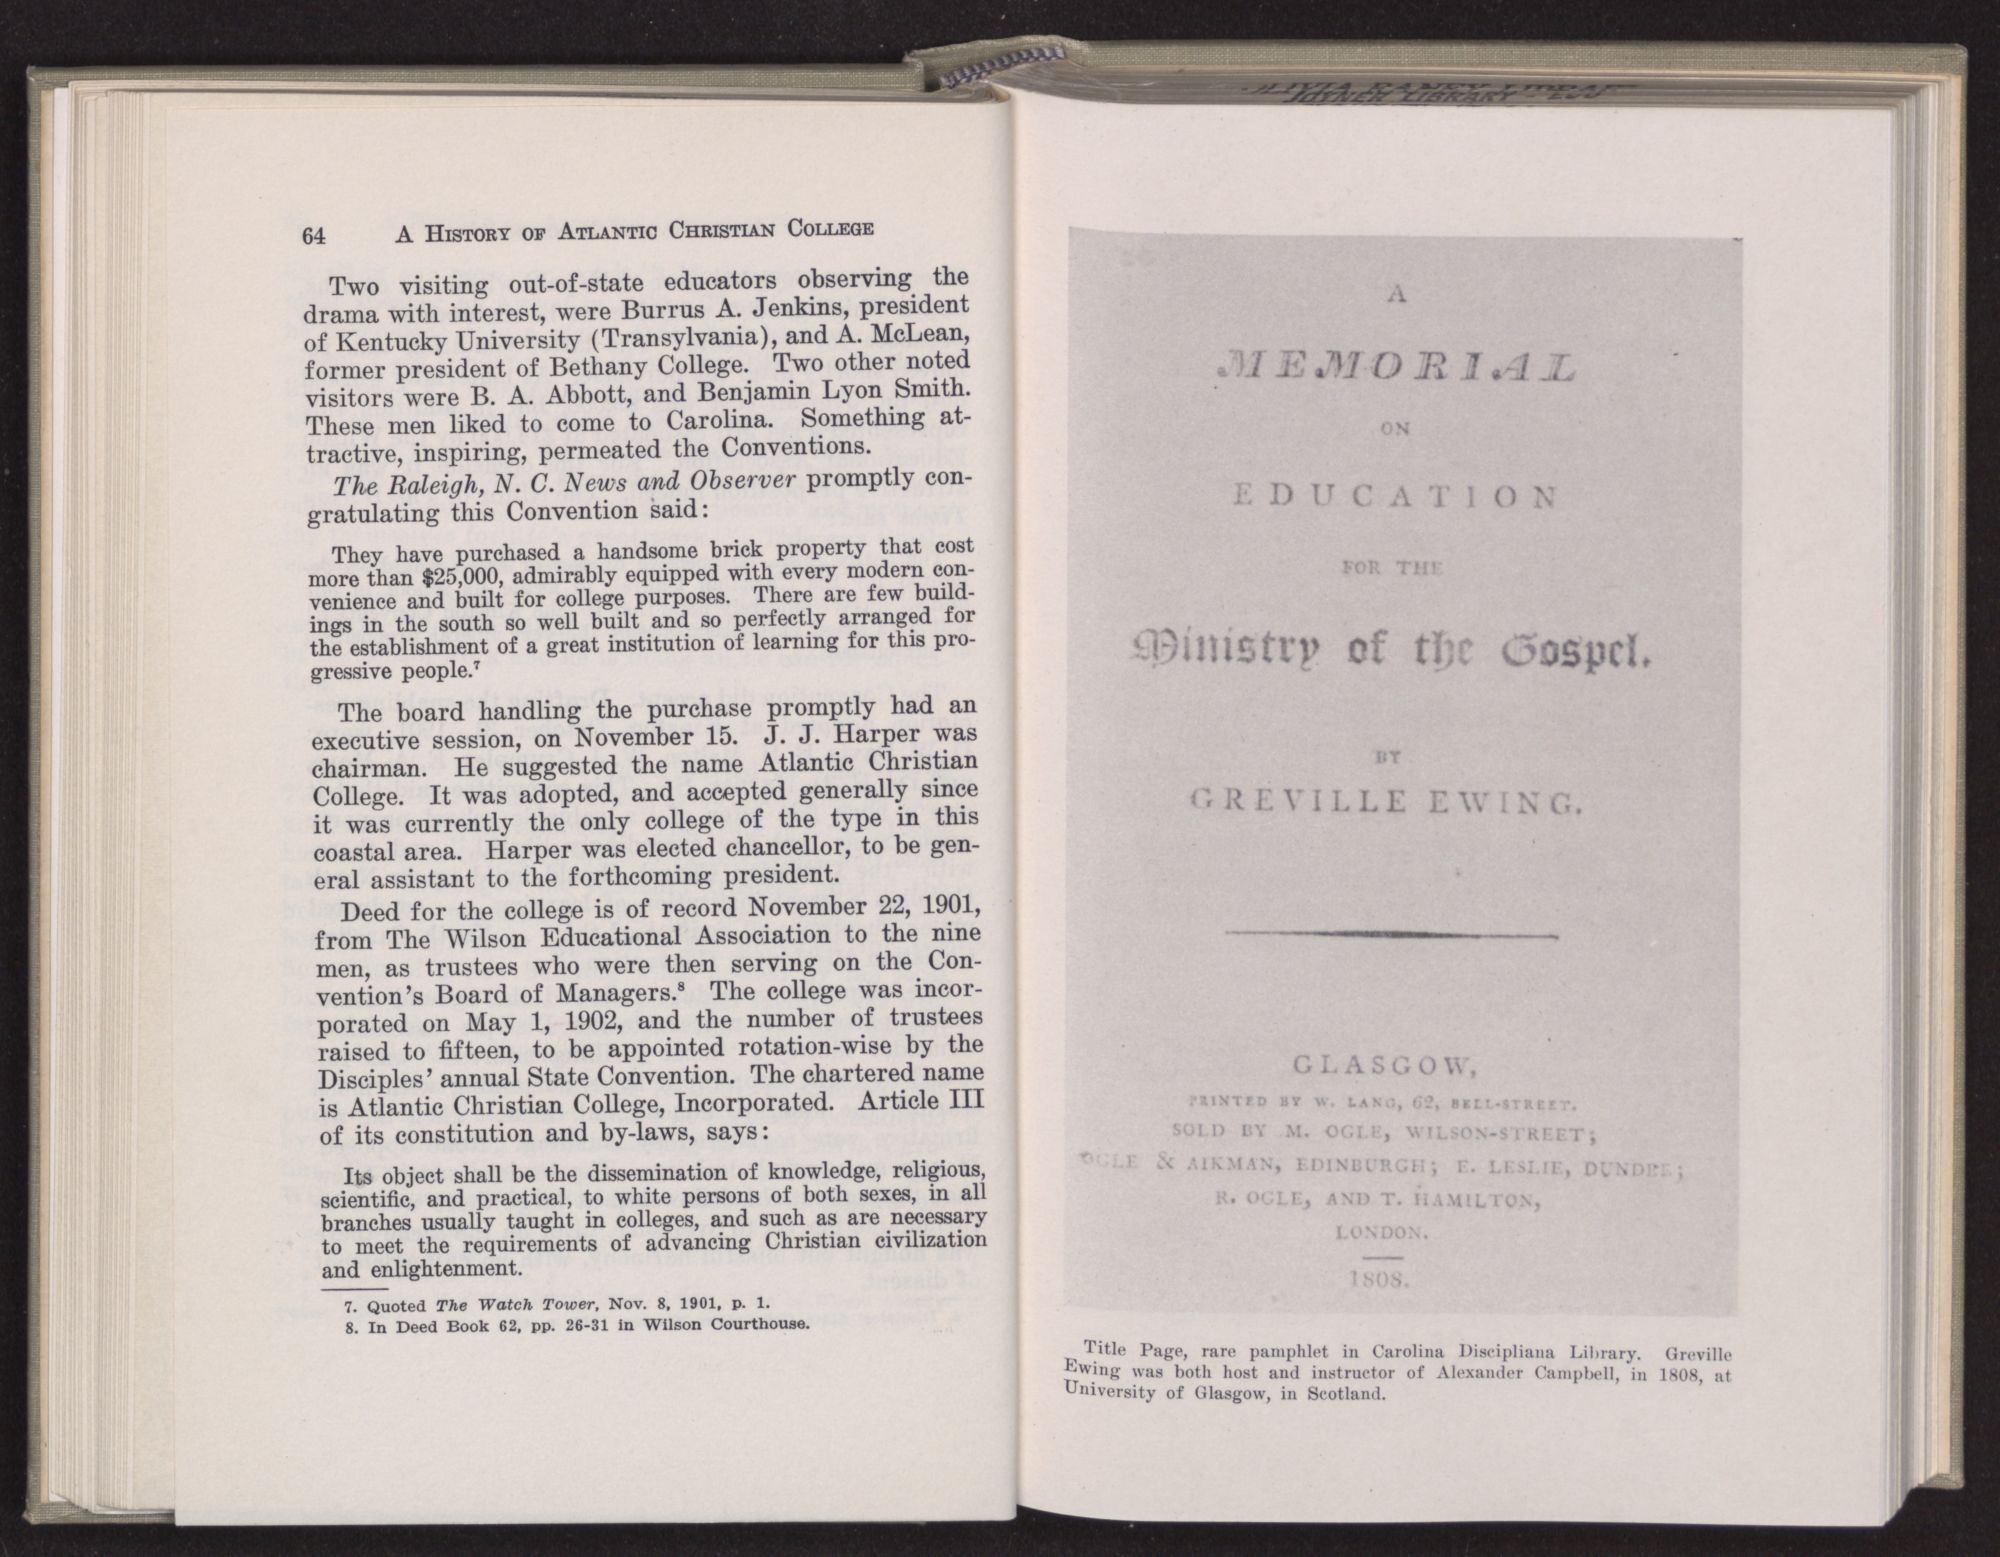 64 A HISTORY OF ATLANTIC CHRISTIAN COLLEGE
Two visiting out-of-state educators observing the
drama with interest, were Burrus A. Jenkins, president
of Kentucky University (Transylvania), and A. McLean,
former president of Bethany College. Two other noted
visitors were B. A. Abbott, and Benjamin Lyon Smith.
These men liked to come to Carolina. Something at-
tractive, inspiring, permeated the Conventions.
The Raleigh, N. C. News and Observer promptly con-
gratulating this Convention said:
They have purchased a handsome brick property that cost
more than $25,000, admirably equipped with every modern con-
venience and built for college purposes. There are few build-
ings in the south so well built and so perfectly arranged for
the establishment of a great institution of learning for this pro-
gressive people.⁷
The board handling the purchase promptly had an
executive session, on November 15. J. J. Harper was
chairman. He suggested the name Atlantic Christian
College. It was adopted, and accepted generally since
it was currently the only college of the type in this
coastal area. Harper was elected chancellor, to be gen-
eral assistant to the forthcoming president.
Deed for the college is of record November 22, 1901,
from The Wilson Educational Association to the nine
men, as trustees who were then serving on the Con-
vention's Board of Managers.⁸ The college was incor-
porated on May 1, 1902, and the number of trustees
raised to fifteen, to be appointed rotation-wise by the
Disciples' annual State Convention. The chartered name
is Atlantic Christian College, Incorporated. Article III
of its constitution and by-laws, says:
Its object shall be the dissemination of knowledge, religious,
scientific, and practical, to white persons of both sexes, in all
branches usually taught in colleges, and such as are necessary
to meet the requirements of advancing Christian civilization
and enlightenment.
7. Quoted The Watch Tower, Nov. 8, 1901, p. 1.
8. In Deed Book 62, pp. 26-31 in Wilson Courthouse.
JOYNER LIBRARY ECU
A
MEMORIAL
ON
EDUCATION
FOR THE
Ministry of the Gospel.
BY
GREVILLE EWING.
GLASGOW,
PRINTED BY W. LANG, 62, BELL-STREET.
SOLD BY M. OGLE, WILSON-STREET;
OGLE & AIKMAN, EDINBURGH; E. LESLIE, DUNDEE;
R. OGLE, AND T. HAMILTON,
LONDON.
1808.
Title Page, rare pamphlet in Carolina Discipliana Library. Greville
Ewing was both host and instructor of Alexander Campbell, in 1808, at
University of Glasgow, in Scotland.